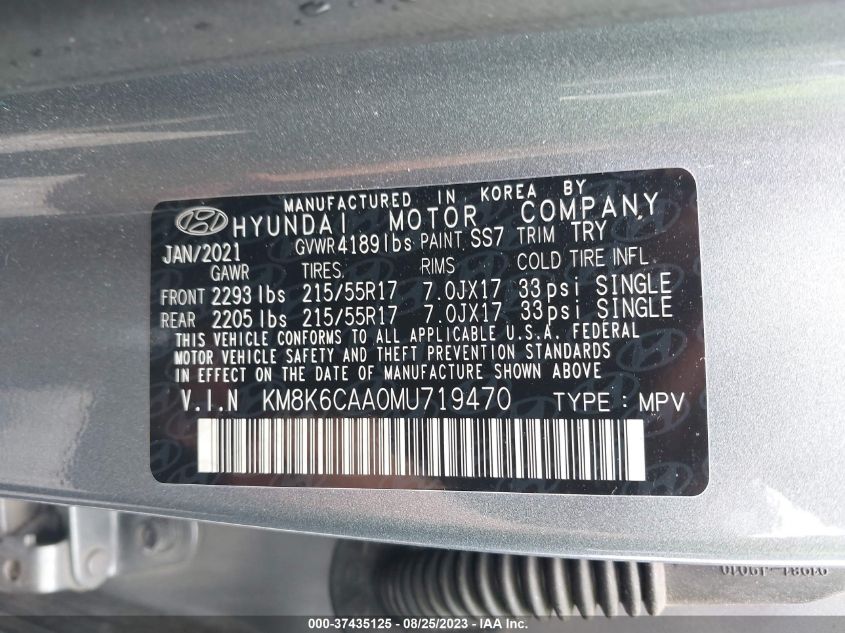 MANUFACTURED IN KOREA BY
HYUNDAI MOTOR COMPANY
JAN/2021 GVWR 4189lbs PAINT SS7 TRIM TRY
GAWR TIRES. RIMS COLD TIRE INFL.
FRONT 2293 lbs 215/55R17 7.0JX17 33psi SINGLE
REAR 2205 lbs 215/55R17 7.0JX17 33psi SINGLE
THIS VEHICLE CONFORMS TO ALL APPLICABLE U.S.A. FEDERAL
MOTOR VEHICLE SAFETY AND THEFT PREVENTION STANDARDS
IN EFFECT ON THE DATE OF MANUFACTURE SHOWN ABOVE
V.I.N KM8K6CAA0MU719470 TYPE : MPV
01981-19010
000-37435125 - 08/25/2023 - IAA Inc.